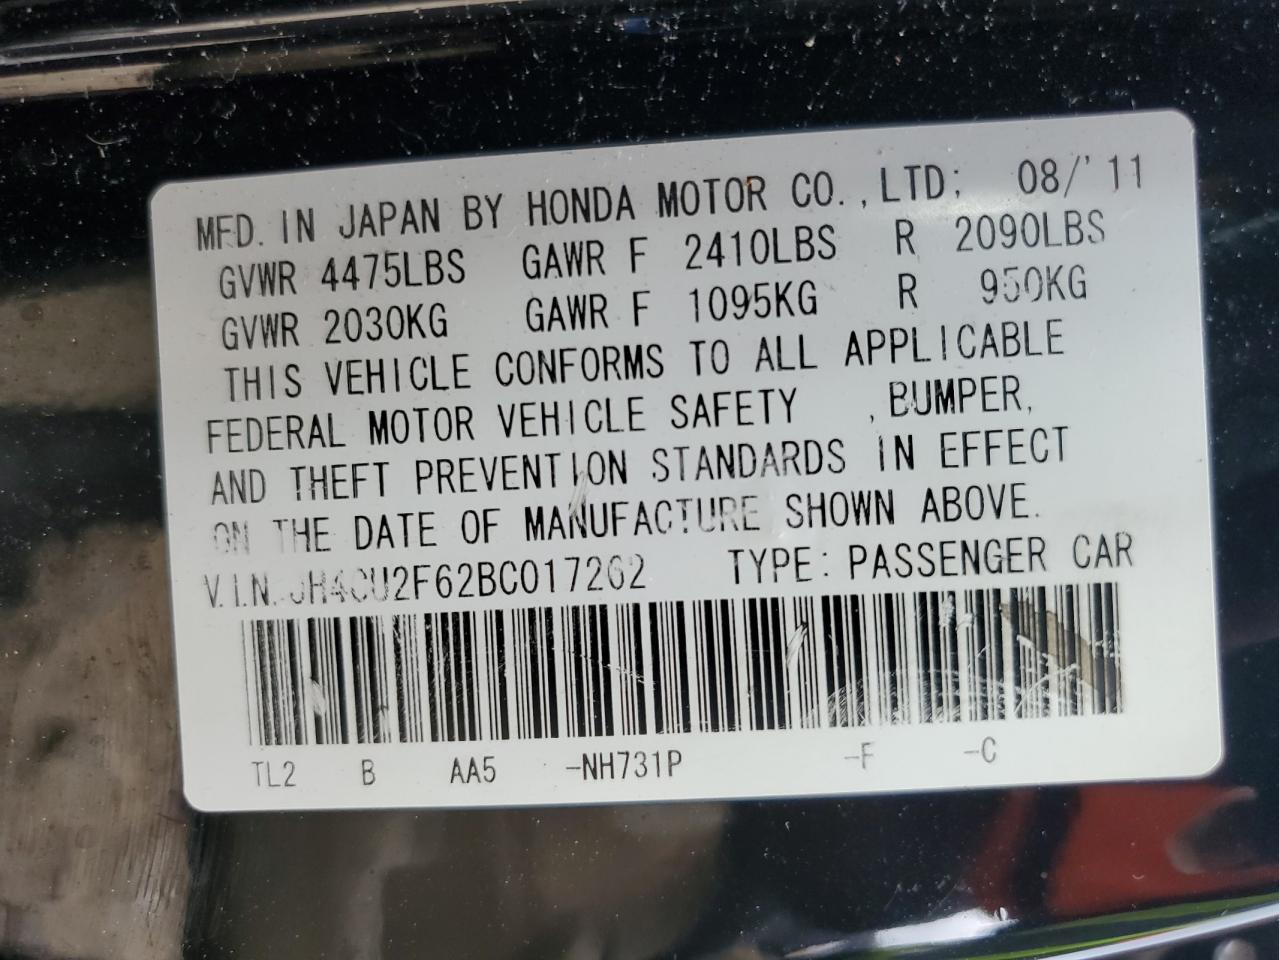 MFD. IN JAPAN BY HONDA MOTOR CO., LTD; 08/'11
GVWR 4475LBS GAWR F 2410LBS R 2090LBS
GVWR 2030KG GAWR F 1095KG R 950KG
THIS VEHICLE CONFORMS TO ALL APPLICABLE
FEDERAL MOTOR VEHICLE SAFETY , BUMPER,
AND THEFT PREVENTION STANDARDS IN EFFECT
ON THE DATE OF MANUFACTURE SHOWN ABOVE.
V.I.N. JH4CU2F62BC017262 TYPE: PASSENGER CAR
TL2 B AA5 -NH731P -F -C